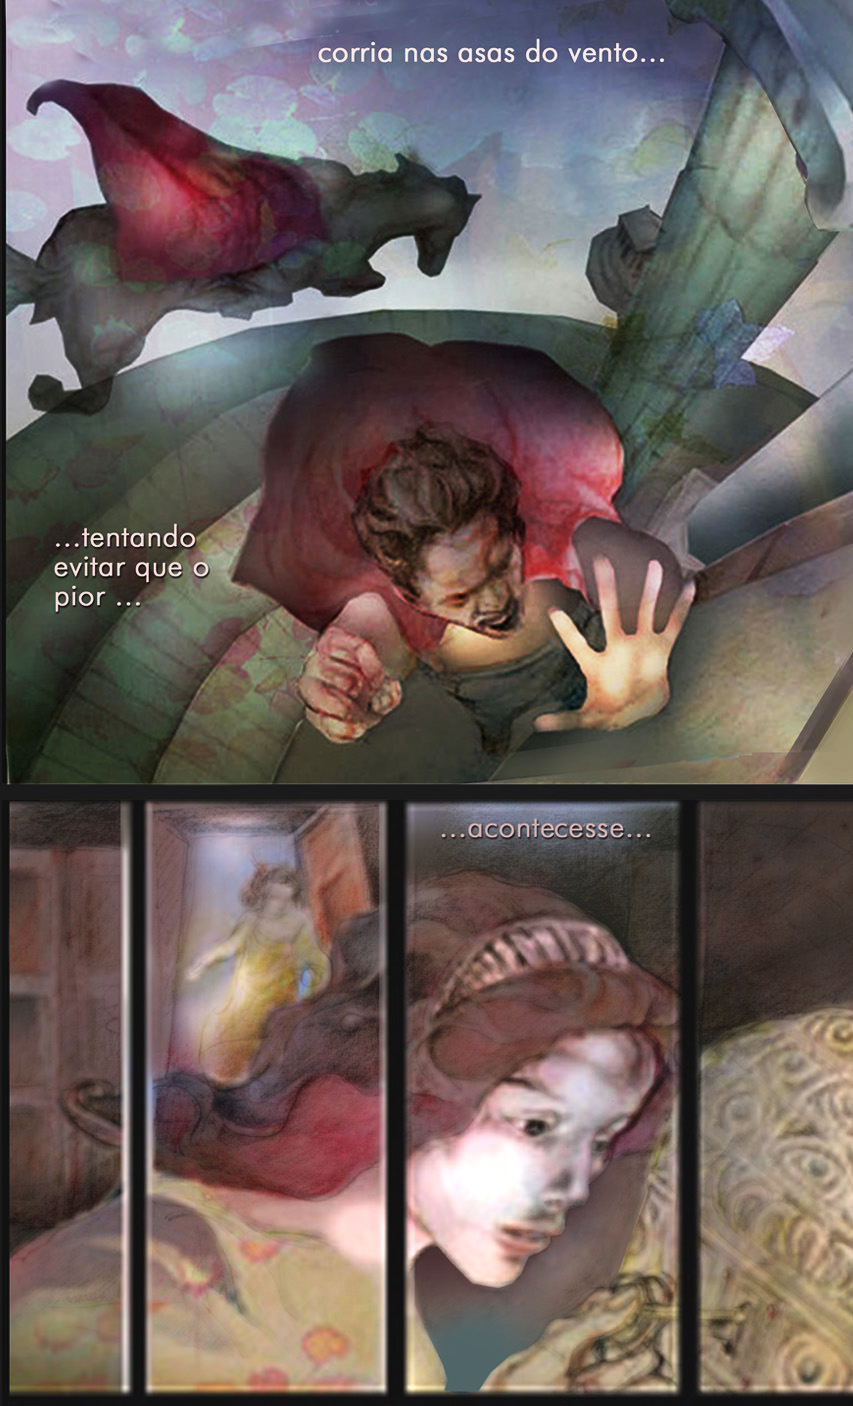 corria nas asas do vento...
...tentando
evitar que o
pior ...
...acontecesse...